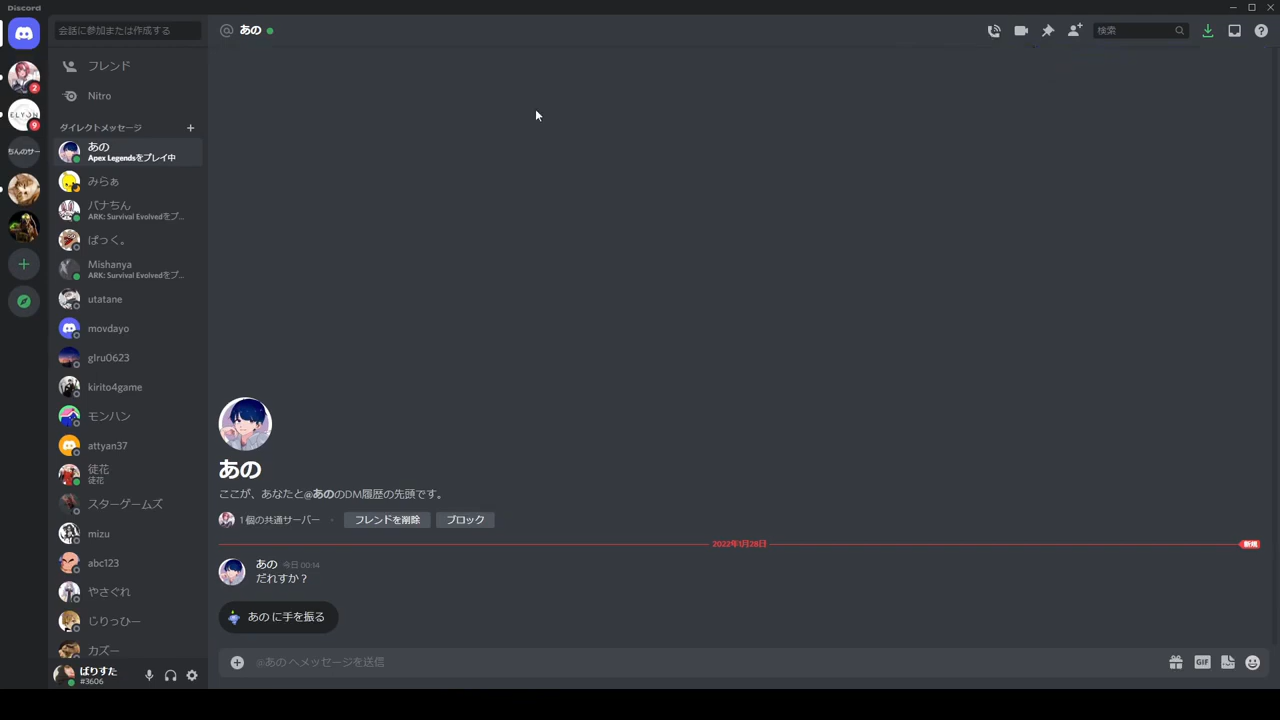 Discord
会話に参加または作成する
@ あの
検索
フレンド
Nitro
ダイレクトメッセージ
あの
Apex Legendsをプレイ中
みらぁ
バナちん
ARK: Survival Evolvedをプ...
ぱっく。
Mishanya
ARK: Survival Evolvedをプ...
utatane
movdayo
glru0623
kirito4game
モンハン
attyan37
徒花
徒花
スターゲームズ
mizu
abc123
やさぐれ
じりっひー
カズー
ばりすた
#3606
2
ELYON
9
ちんのサー
あの
ここが、あなたと@あののDM履歴の先頭です。
1個の共通サーバー
フレンドを削除
ブロック
2022年1月28日
新規
あの 今日 00:14
だれすか？
あの に手を振る
@あの へメッセージを送信
GIF